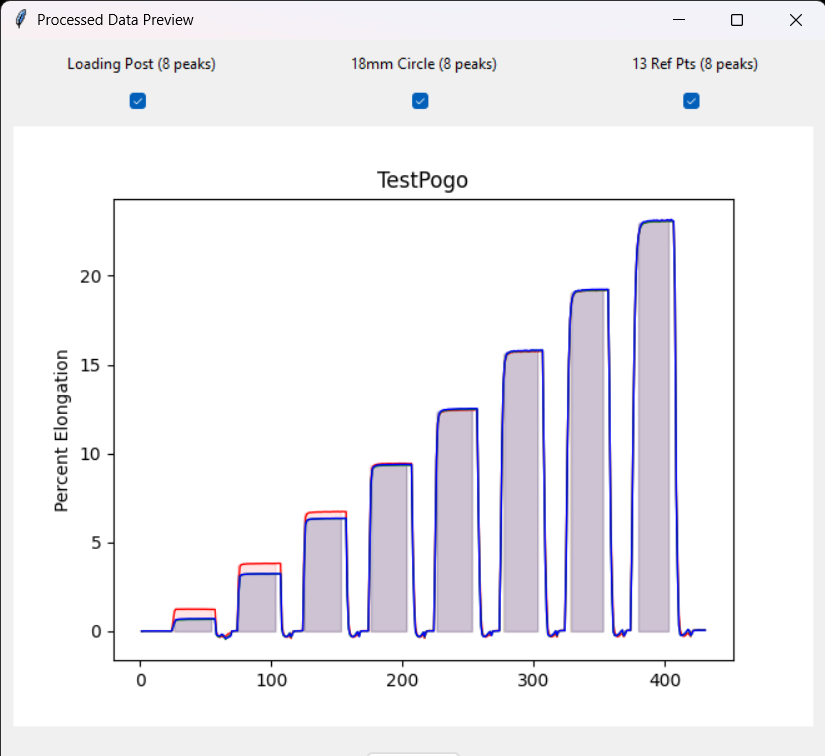 Processed Data Preview
Loading Post (8 peaks) 18mm Circle (8 peaks) 13 Ref Pts (8 peaks)
TestPogo
Percent Elongation
20
15
10
5
0
0 100 200 300 400